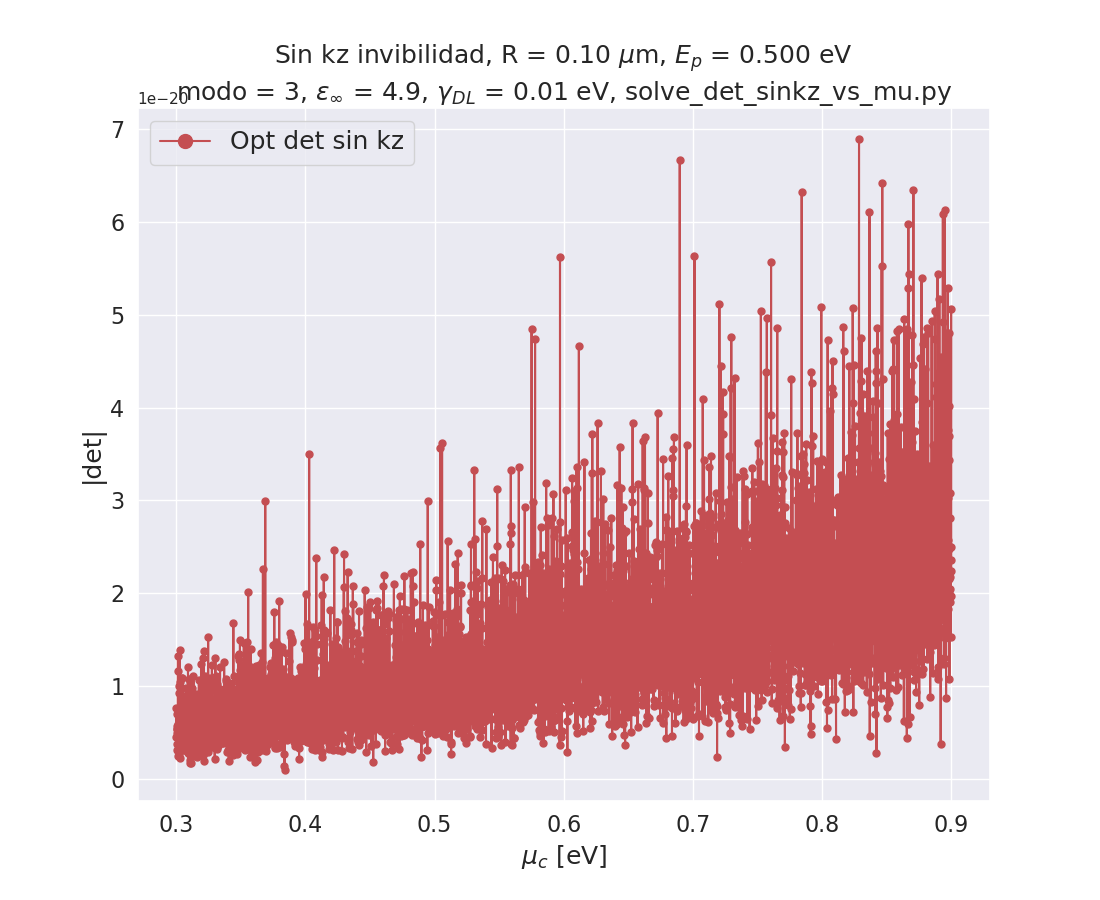 Sin kz invibilidad, R = 0.10 μm, E_p = 0.500 eV
modo = 3, ε_∞ = 4.9, γ_DL = 0.01 eV, solve_det_sinkz_vs_mu.py
1e−20
Opt det sin kz
7
6
5
4
3
2
1
0
|det|
0.3 0.4 0.5 0.6 0.7 0.8 0.9
μ_c [eV]